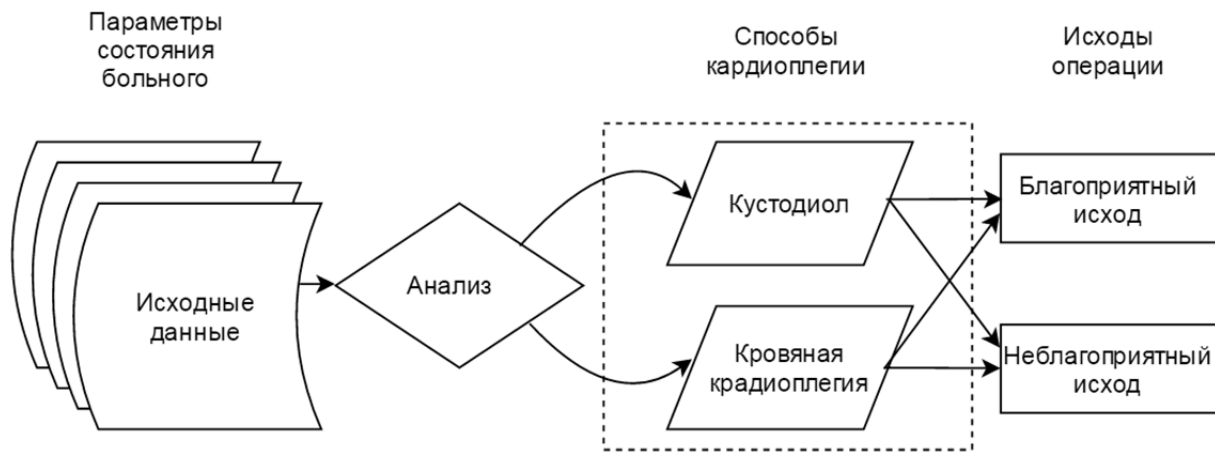 Параметры
состояния
больного
Способы
кардиоплегии
Исходы
операции
Исходные
данные
Анализ
Кустодиол
Кровяная
крадиоплегия
Благоприятный
исход
Неблагоприятный
исход